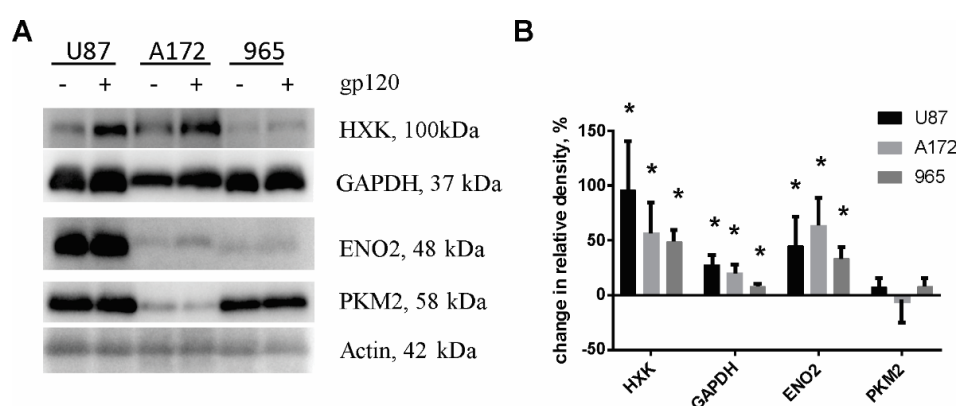 A
U87 A172 965
- + - + - + gp120
HXK, 100kDa
GAPDH, 37 kDa
ENO2, 48 kDa
PKM2, 58 kDa
Actin, 42 kDa
B
change in relative density, %
150
100
50
0
-50
* * *
* * *
* * *
U87
A172
965
HXK
GAPDH
ENO2
PKM2